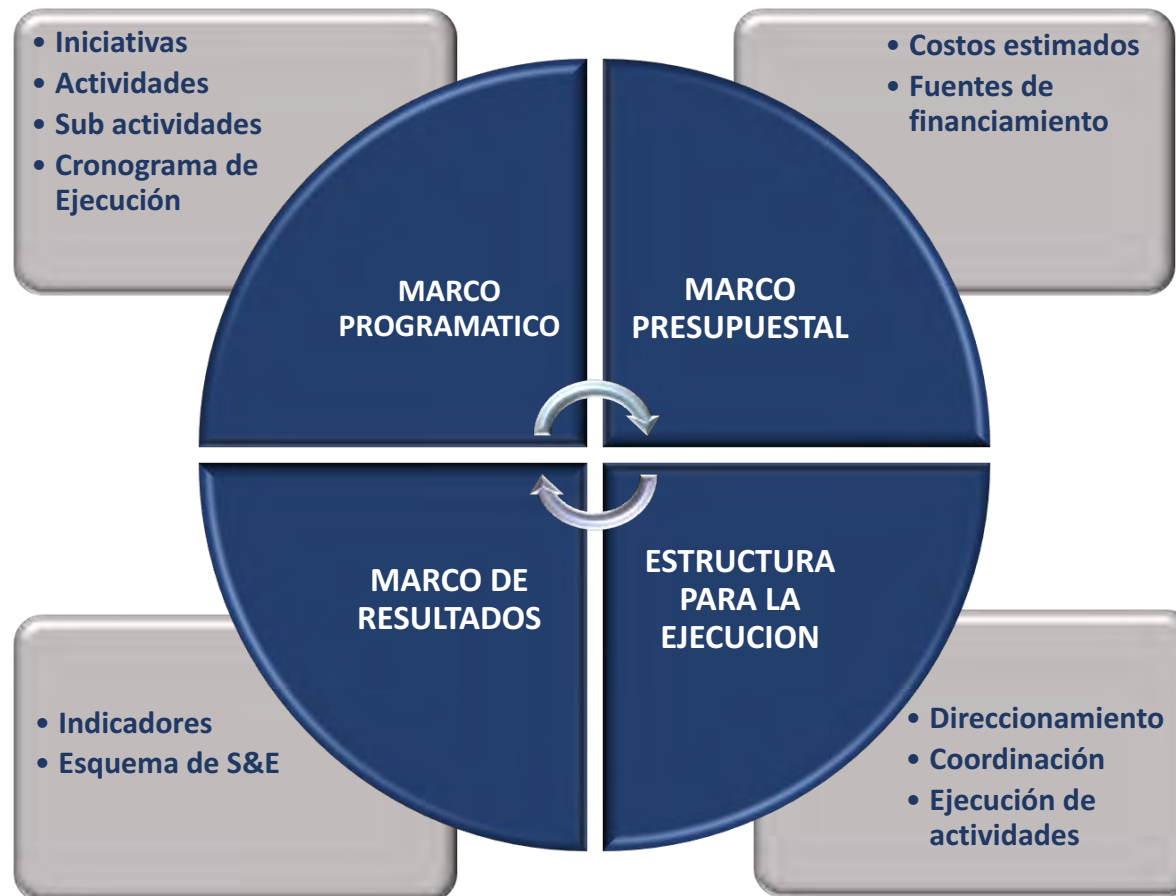 • Iniciativas
• Actividades
• Sub actividades
• Cronograma de
Ejecución
• Costos estimados
• Fuentes de
financiamiento
MARCO
PROGRAMATICO
MARCO
PRESUPUESTAL
MARCO DE
RESULTADOS
ESTRUCTURA
PARA LA
EJECUCION
• Indicadores
• Esquema de S&E
• Direccionamiento
• Coordinación
• Ejecución de
actividades